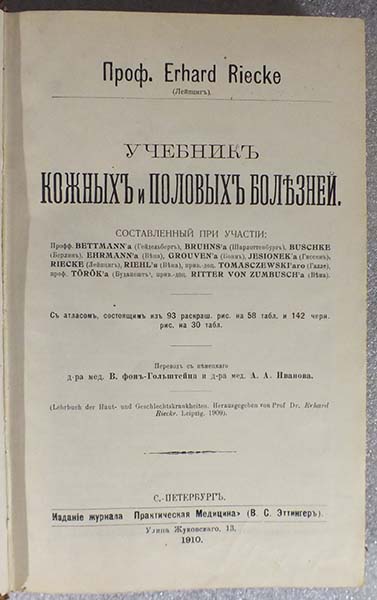 Проф. Erhard Riecke
(Лейпцигъ).
УЧЕБНИКЪ
КОЖНЫХЪ и ПОЛОВЫХЪ БОЛѢЗНЕЙ.
СОСТАВЛЕННЫЙ ПРИ УЧАСТІИ:
Профф. BETTMANN'а (Гейдельбергъ), BRUHNS'а (Шарлоттенбургъ), BUSCHKE
(Берлинъ), EHRMANN'а (Вѣна), GROUVEN'а (Боннъ), JESIONEK'а (Гиссенъ),
RIECKE (Лейпцигъ), RIEHL'я (Вѣна), прив.-доц. TOMASCZEWSKI'аго (Галле),
проф. TÖRÖK'а (Будапештъ), прив.-доц. RITTER VON ZUMBUSCH'а (Вѣна).
Съ атласомъ, состоящимъ изъ 93 раскраш. рис. на 58 табл. и 142 черн.
рис. на 30 табл.
Переводъ съ нѣмецкаго
д-ра мед. В. фонъ-Гольштейна и д-ра мед. А. А. Иванова.
(Lehrbuch der Haut- und Geschlechtskrankheiten. Herausgegeben von Prof Dr. Erhard
Riecke. Leipzig, 1909).
С.-ПЕТЕРБУРГЪ.
Изданіе журнала «Практическая Медицина» (В. С. Эттингеръ).
Улица Жуковскаго, 13.
1910.